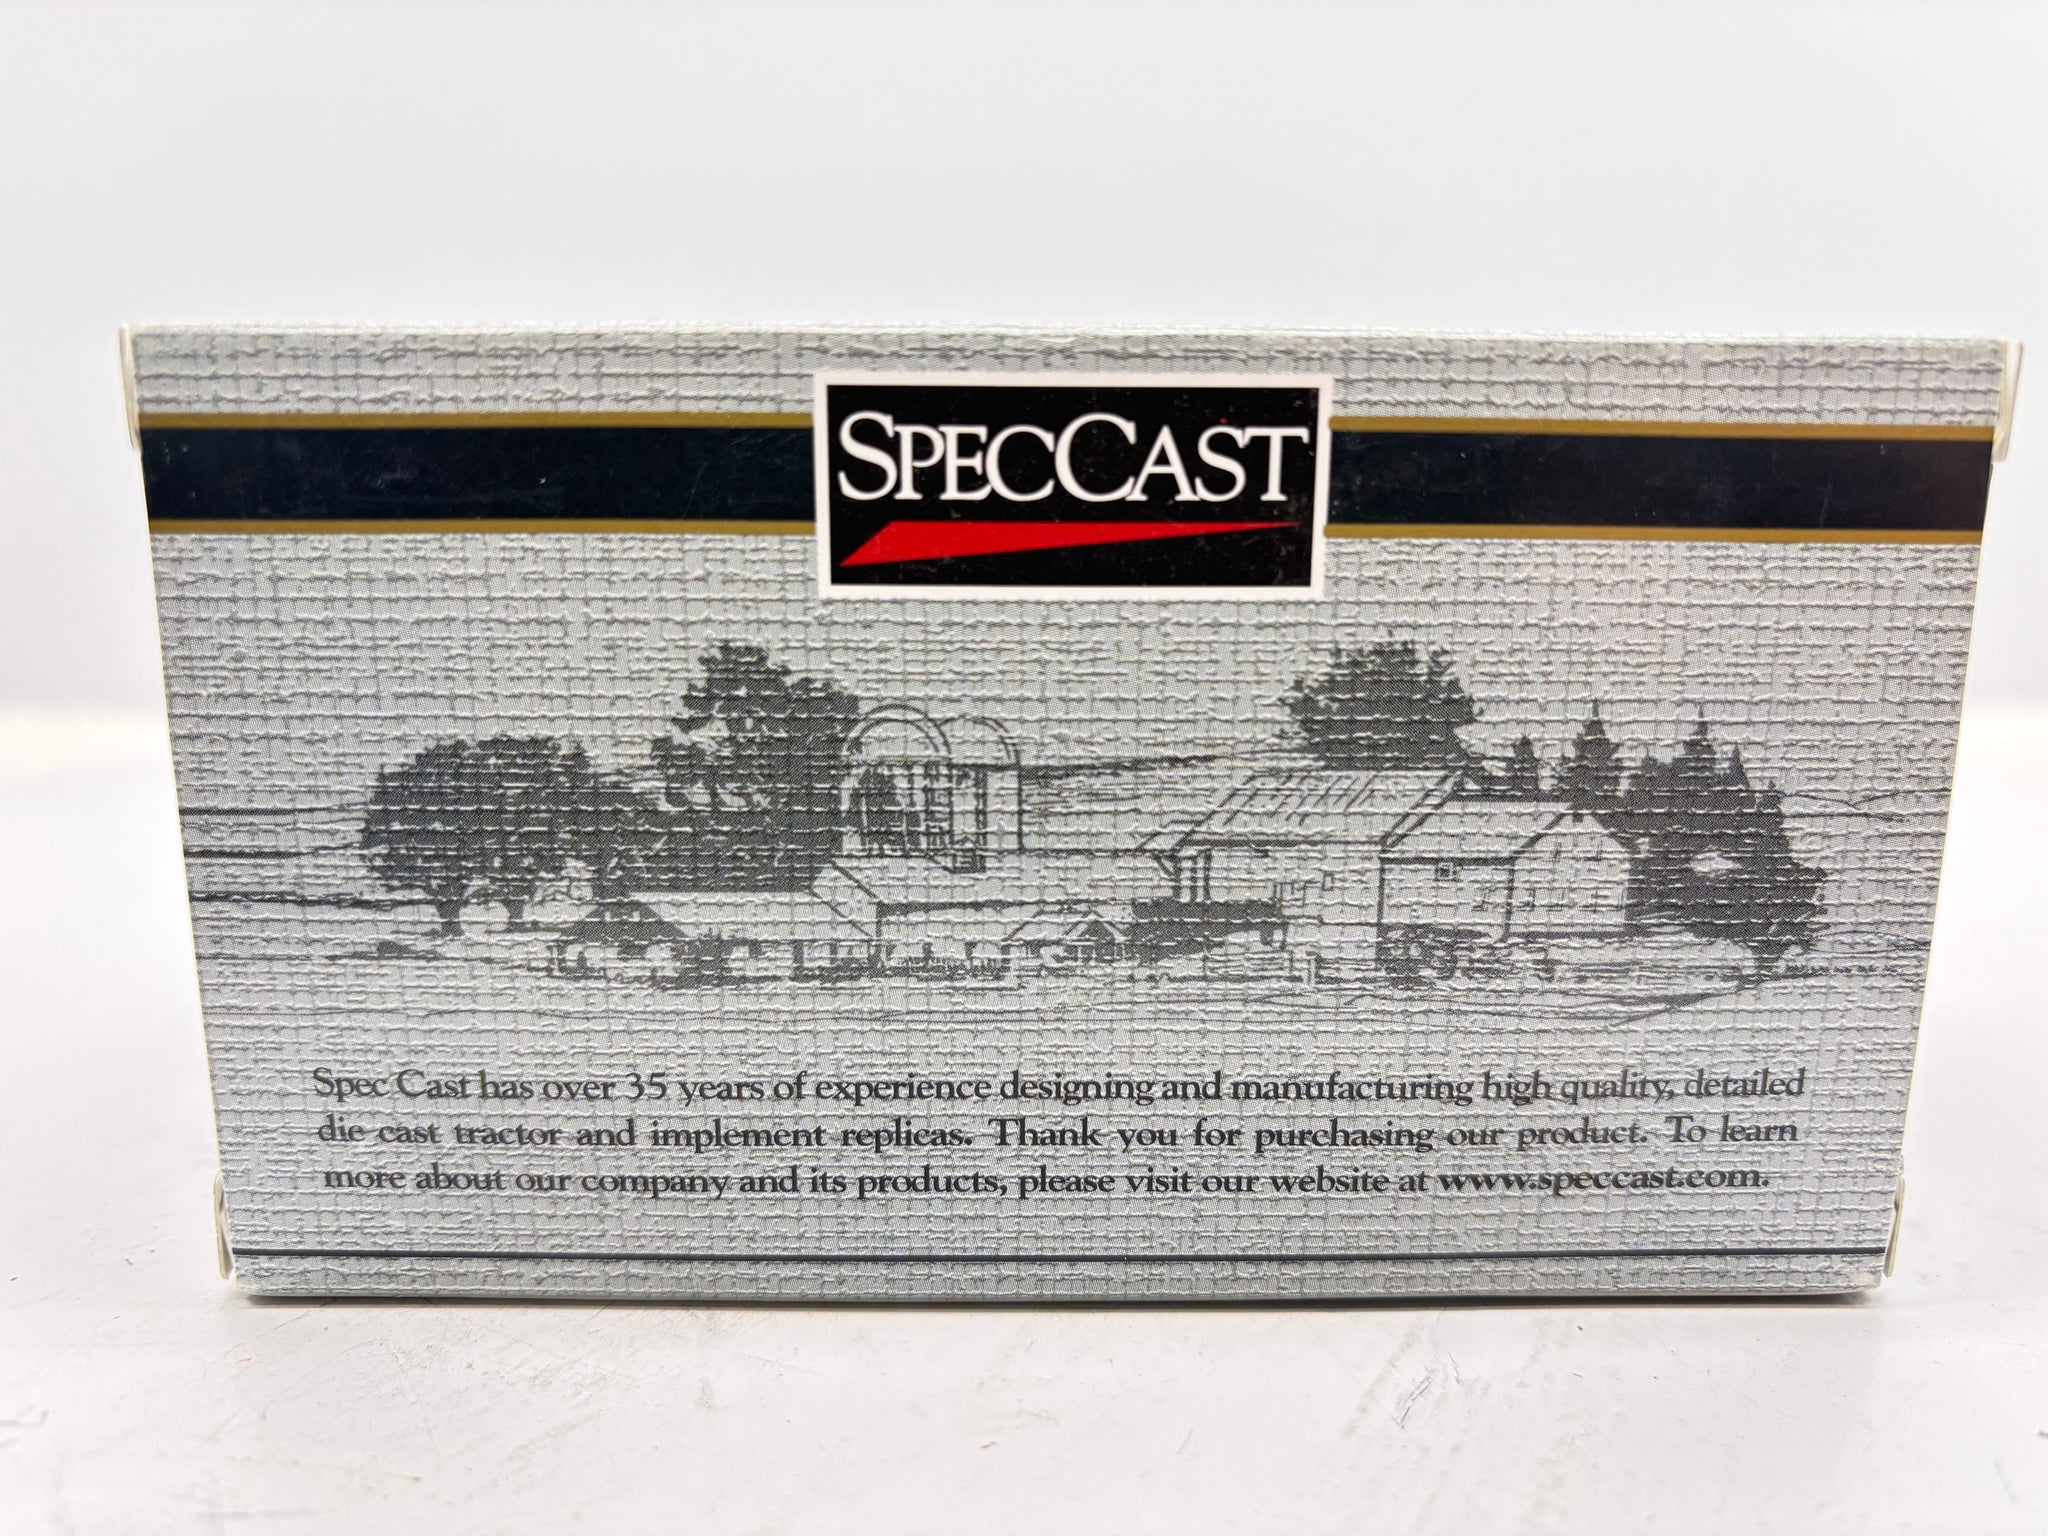 SPECCAST
Spec Cast has over 35 years of experience designing and manufacturing high quality, detailed
die cast tractor and implement replicas. Thank you for purchasing our product. To learn
more about our company and its products, please visit our website at www.speccast.com.